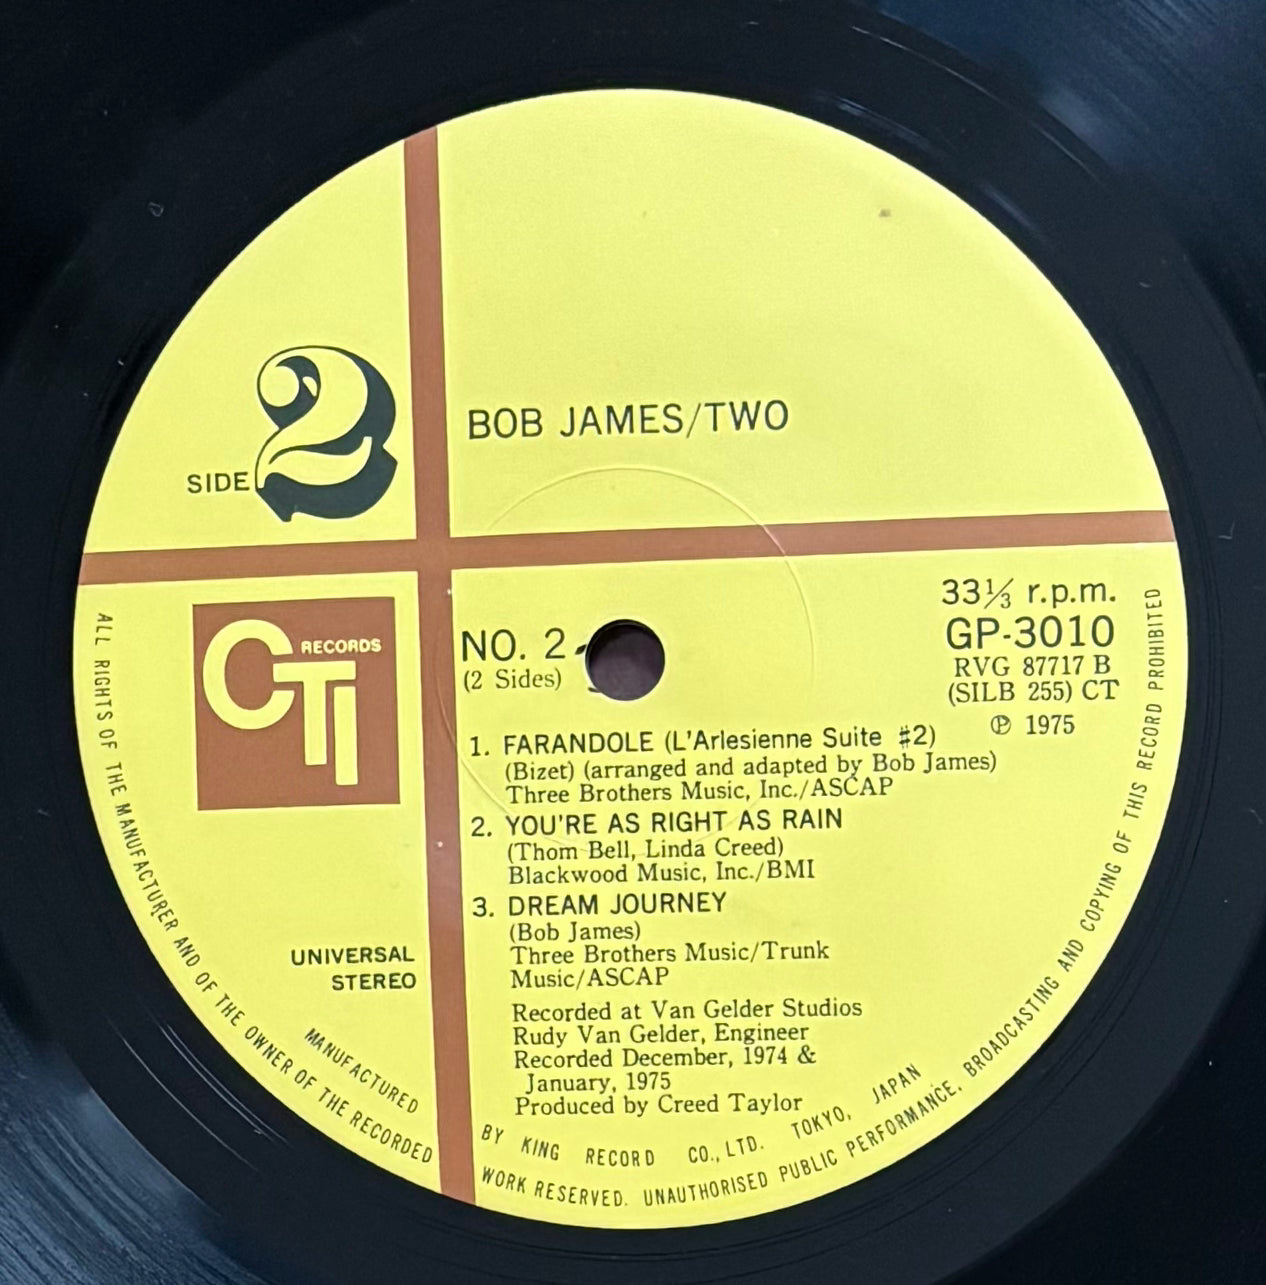 SIDE 2
BOB JAMES/TWO
CTI RECORDS
NO. 2
(2 Sides)
33⅓ r.p.m.
GP-3010
RVG 87717 B
(SILB 255) CT
℗ 1975
1. FARANDOLE (L'Arlesienne Suite #2)
(Bizet) (arranged and adapted by Bob James)
Three Brothers Music, Inc./ASCAP
2. YOU'RE AS RIGHT AS RAIN
(Thom Bell, Linda Creed)
Blackwood Music, Inc./BMI
3. DREAM JOURNEY
(Bob James)
Three Brothers Music/Trunk
Music/ASCAP
UNIVERSAL
STEREO
Recorded at Van Gelder Studios
Rudy Van Gelder, Engineer
Recorded December, 1974 &
January, 1975
Produced by Creed Taylor
MANUFACTURED BY KING RECORD CO., LTD. TOKYO, JAPAN
ALL RIGHTS OF THE MANUFACTURER AND OF THE OWNER OF THE RECORDED WORK RESERVED. UNAUTHORISED PUBLIC PERFORMANCE, BROADCASTING AND COPYING OF THIS RECORD PROHIBITED